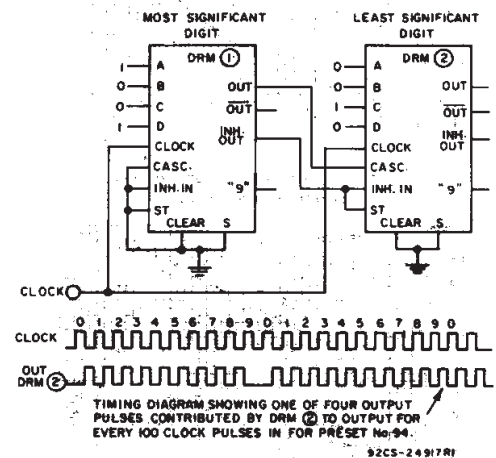 MOST SIGNIFICANT DIGIT
LEAST SIGNIFICANT DIGIT
DRM ①
1 A
0 B
0 C
1 D
CLOCK
CASC.
INH. IN
ST
CLEAR S
OUT
OUT
INH. OUT
"9"
DRM ②
0 A
0 B
1 C
0 D
CLOCK
CASC.
INH. IN
ST
CLEAR S
OUT
OUT
INH. OUT
"9"
CLOCK
0 1 2 3 4 5 6 7 8 9 0 1 2 3 4 5 6 7 8 9 0
CLOCK
OUT
DRM ②
TIMING DIAGRAM SHOWING ONE OF FOUR OUTPUT
PULSES CONTRIBUTED BY DRM ② TO OUTPUT FOR
EVERY 100 CLOCK PULSES IN FOR PRESET No. 94.
92CS-24917R1